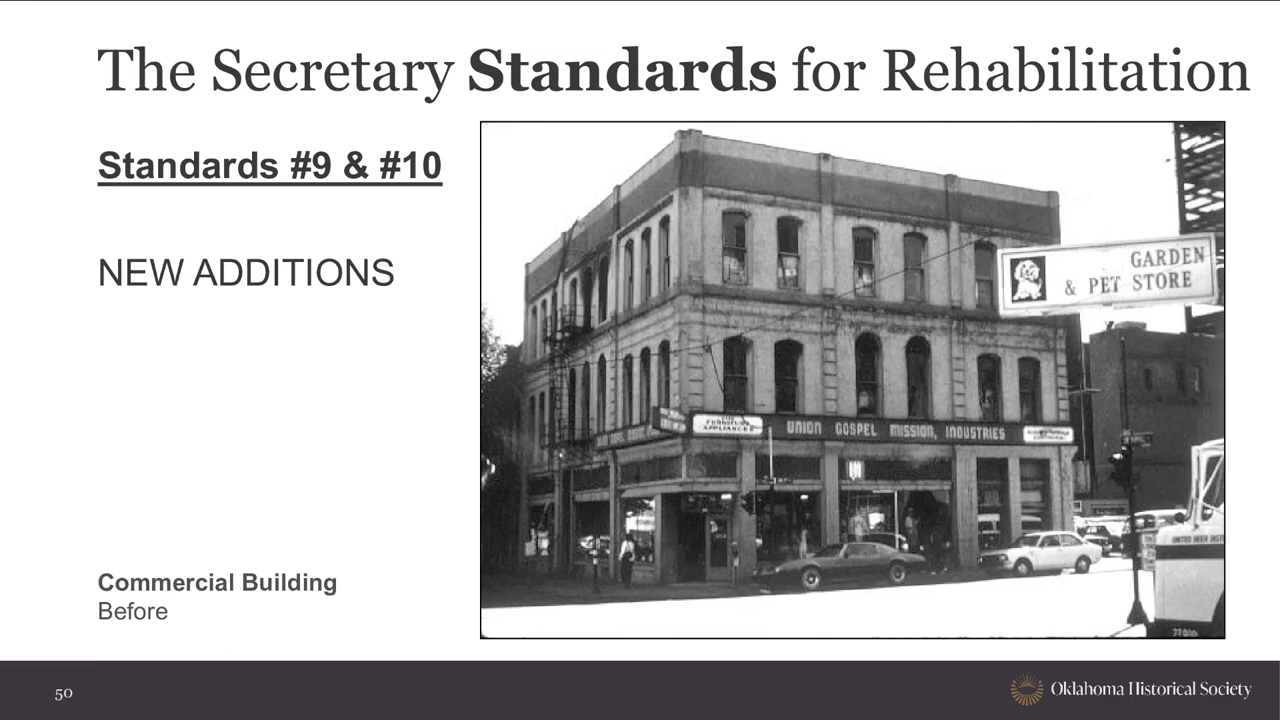 The Secretary Standards for Rehabilitation
Standards #9 & #10
NEW ADDITIONS
GARDEN
& PET STORE
FURNITURE
APPLIANCES
UNION GOSPEL MISSION, INDUSTRIES
Commercial Building
Before
50
Oklahoma Historical Society